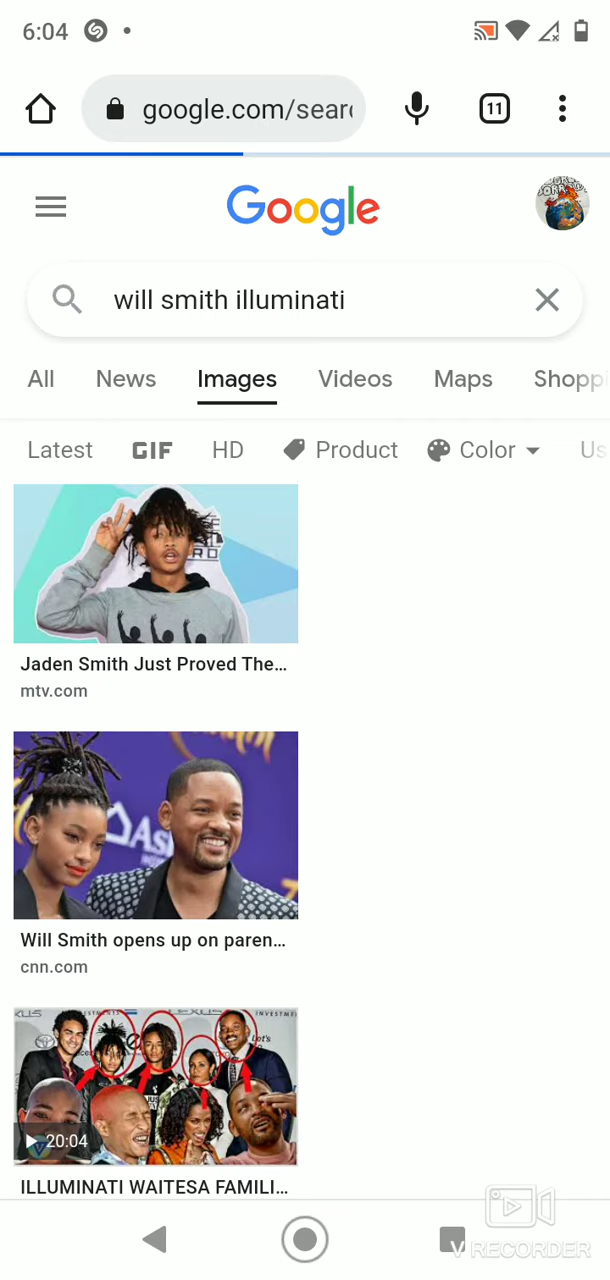 6:04
google.com/sear
11
Google
will smith illuminati
All News Images Videos Maps Shoppi
Latest GIF HD Product Color Us
Jaden Smith Just Proved The...
mtv.com
Will Smith opens up on paren...
cnn.com
20:04
ILLUMINATI WAITESA FAMILI...
V RECORDER